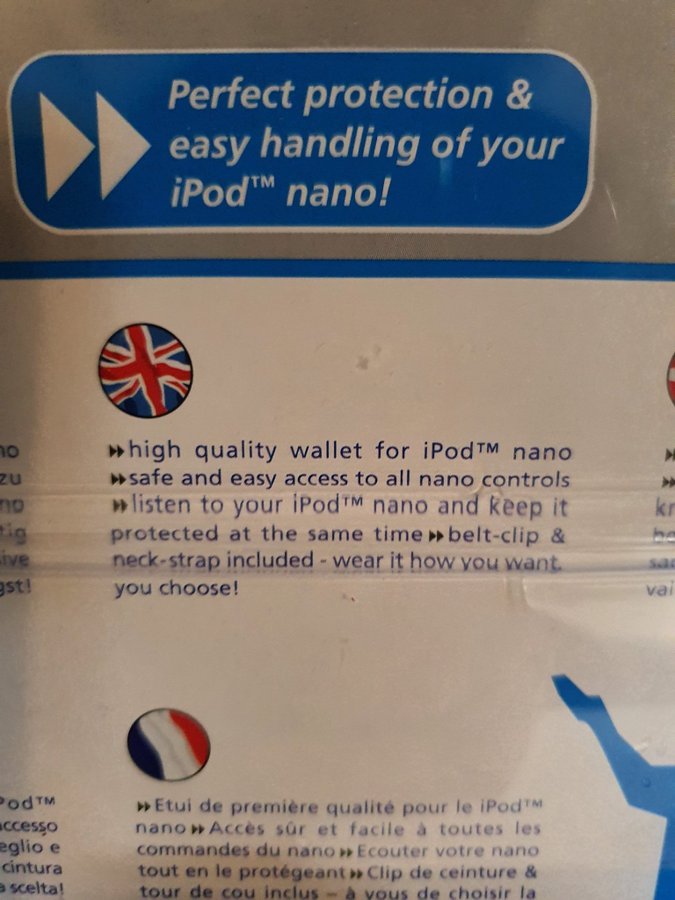 Perfect protection &
easy handling of your
iPod™ nano!
high quality wallet for iPod™ nano
safe and easy access to all nano controls
listen to your iPod™ nano and keep it
protected at the same time belt-clip &
neck-strap included - wear it how you want.
you choose!
Etui de première qualité pour le iPod™
nano Accès sûr et facile à toutes les
commandes du nano Ecouter votre nano
tout en le protégeant Clip de ceinture &
tour de cou inclus – à vous de choisir la
zu
cintura
scelta!